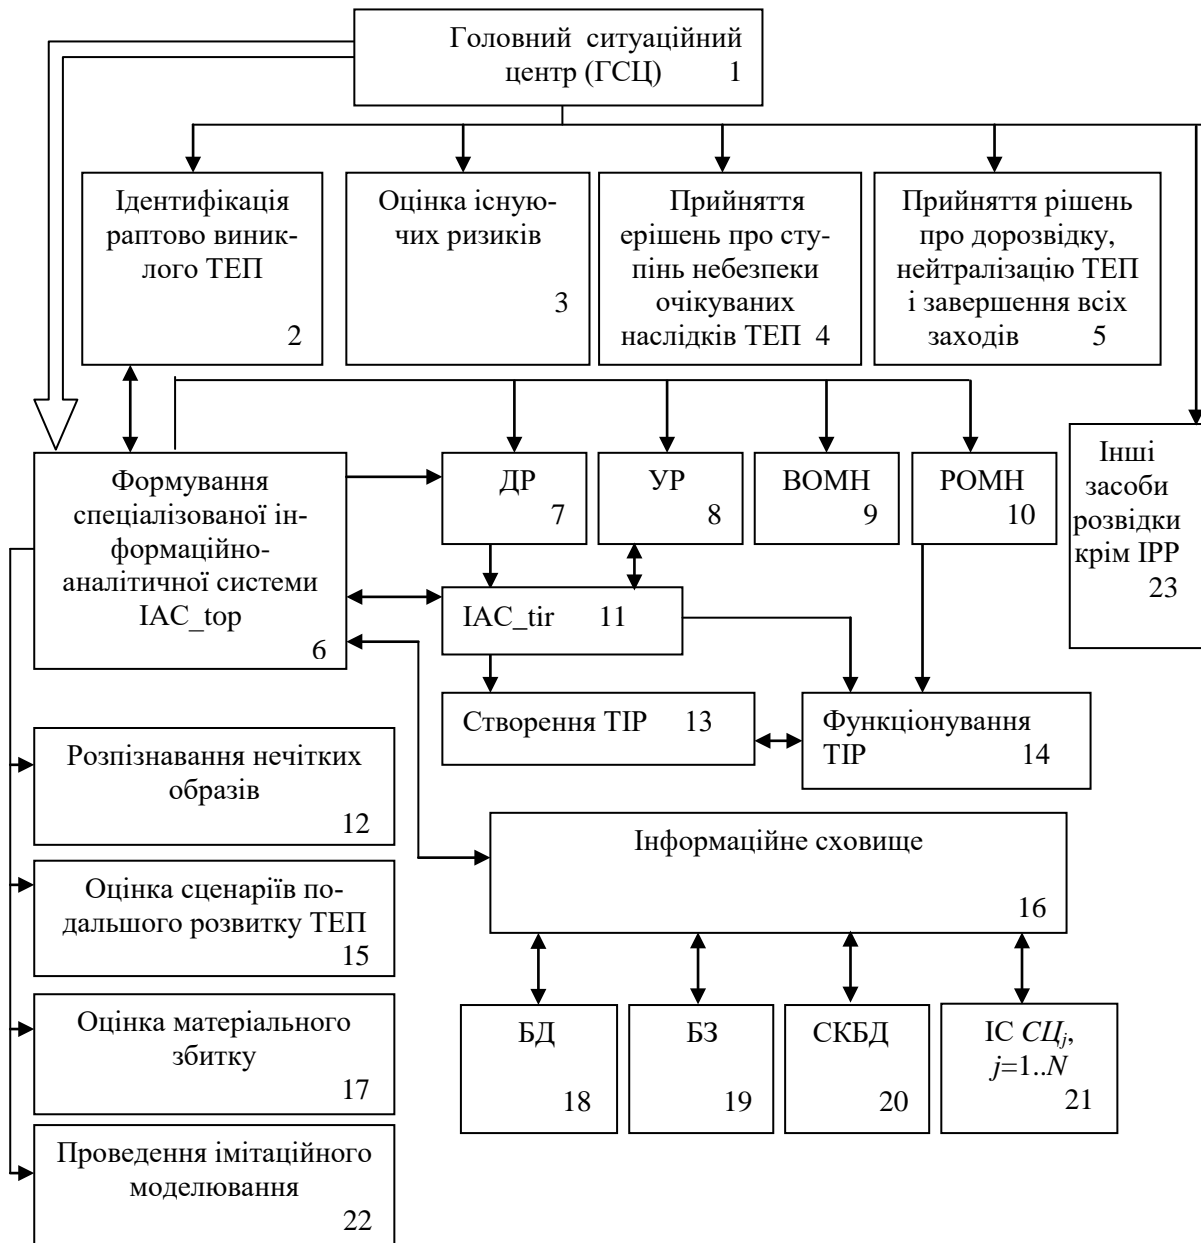 Головний ситуаційний
центр (ГСЦ) 1
Ідентифікація
раптово виник-
лого ТЕП
2
Оцінка існую-
чих ризиків
3
Прийняття
ерішень про сту-
пінь небезпеки
очікуваних
наслідків ТЕП 4
Прийняття рішень
про дорозвідку,
нейтралізацію ТЕП
і завершення всіх
заходів 5
Формування
спеціалізованої ін-
формаційно-
аналітичної системи
ІАС_top
6
ДР
7
УР
8
ВОМН
9
РОМН
10
Інші
засоби
розвідки
крім ІРР
23
ІАС_tir 11
Створення ТІР 13
Функціонування
ТІР 14
Розпізнавання нечітких
образів
12
Інформаційне сховище
16
Оцінка сценаріїв по-
дальшого розвитку ТЕП
15
Оцінка матеріального
збитку
17
БД
18
БЗ
19
СКБД
20
ІС СЦj,
j=1..N
21
Проведення імітаційного
моделювання
22